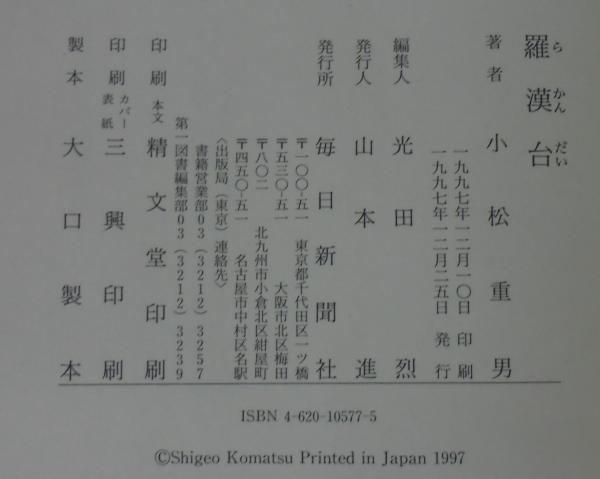 羅漢台
らかんだい
著者 小松重男
一九九七年一二月一〇日 印刷
一九九七年一二月二五日 発行
編集人 光田烈
発行人 山本進
発行所 毎日新聞社
〒一〇〇-五一 東京都千代田区一ツ橋
〒五三〇-五一 大阪市北区梅田
〒八〇二 北九州市小倉北区紺屋町
〒四五〇-五一 名古屋市中村区名駅
〈出版局(東京)連絡先〉
書籍営業部03(3212)3257
第一図書編集部03(3212)3239
印刷 本文 精文堂印刷
印刷 カバー 表紙 三興印刷
製本 大口製本
ISBN 4-620-10577-5
©Shigeo Komatsu Printed in Japan 1997